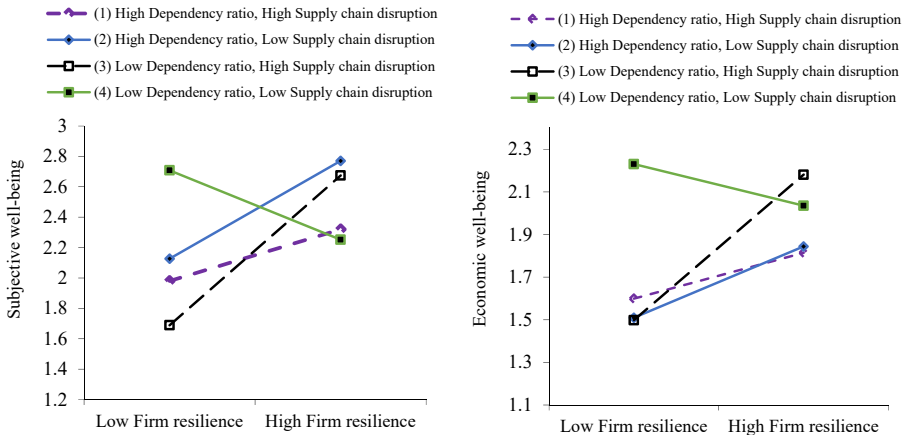 (1) High Dependency ratio, High Supply chain disruption
(2) High Dependency ratio, Low Supply chain disruption
(3) Low Dependency ratio, High Supply chain disruption
(4) Low Dependency ratio, Low Supply chain disruption
Subjective well-being
3
2.8
2.6
2.4
2.2
2
1.8
1.6
1.4
1.2
Low Firm resilience
High Firm resilience
(1) High Dependency ratio, High Supply chain disruption
(2) High Dependency ratio, Low Supply chain disruption
(3) Low Dependency ratio, High Supply chain disruption
(4) Low Dependency ratio, Low Supply chain disruption
Economic well-being
2.3
2.1
1.9
1.7
1.5
1.3
1.1
Low Firm resilience
High Firm resilience